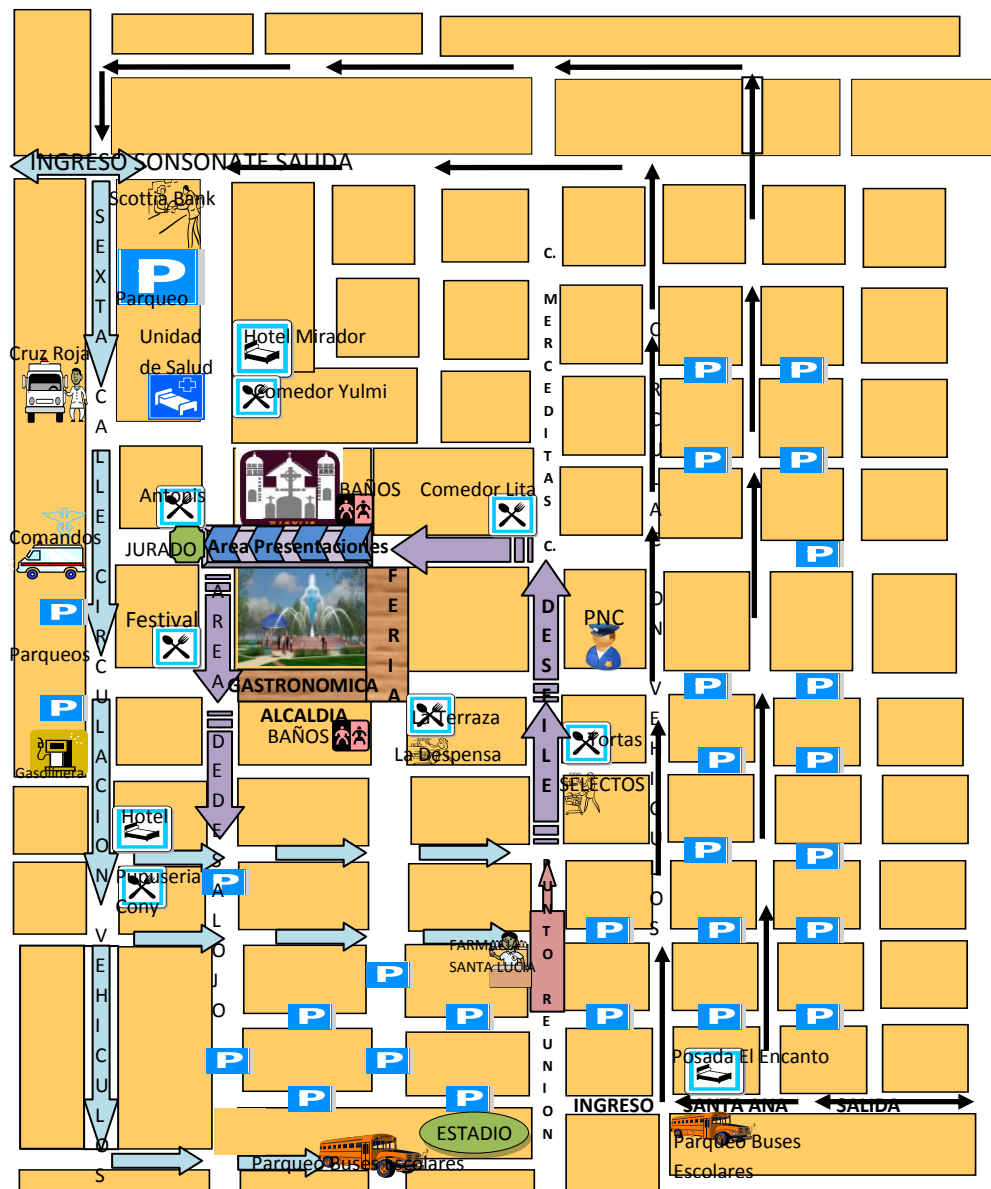 INGRESO SONSONATE SALIDA
Scottia Bank
SEXTA CALLE CIRCULACION VEHICULOS
P
Parqueo
C. MERCEDITAS
Unidad
de Salud
Hotel Mirador
Cruz Roja
Comedor Yulmi
P P
CIRCULACION VEHICULOS
P P
Antonis
BAÑOS
Comedor Lita
Comandos
JURADO
Area Presentaciones
P
P
Festival
AREA DE DESALOJO
FERIA
C. DESFILE
PNC
Parqueos
GASTRONOMICA
P P
P
ALCALDIA
BAÑOS
La Terraza
La Despensa
Tortas
P P
Gasolinera
SELECTOS
Hotel
P P
Pupuseria
Cony
P
PUNTO REUNION
P P P
FARMACIA
SANTA LUCIA
P
P P P P P
P P
Posada El Encanto
P P
INGRESO SANTA ANA SALIDA
ESTADIO
Parqueo Buses
Escolares
Parqueo Buses Escolares